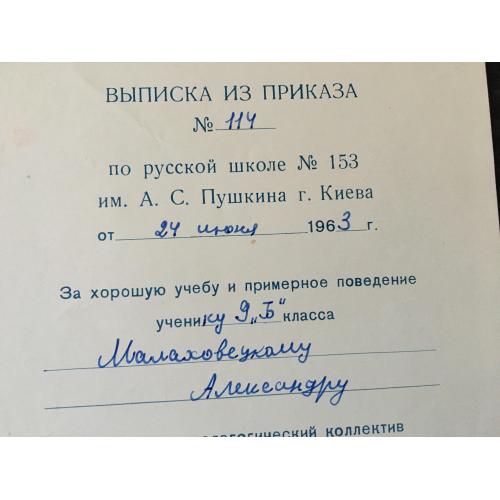 ВЫПИСКА ИЗ ПРИКАЗА
№ 114
по русской школе № 153
им. А. С. Пушкина г. Киева
от 24 июня 1963 г.
За хорошую учебу и примерное поведение
ученику 9 „Б" класса
Малаховецкому
Александру
коллектив